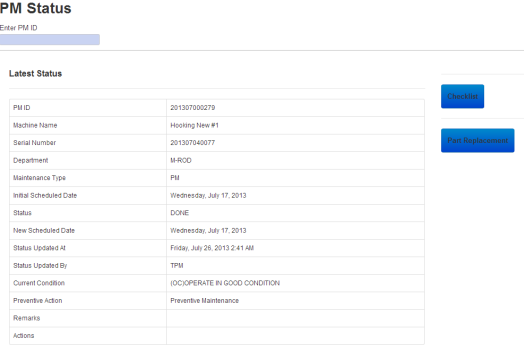 PM Status
Enter PM ID
Latest Status
Checklist
PM ID 201307000279
Machine Name Hooking New #1
Part Replacement
Serial Number 201307040077
Department M-ROD
Maintenance Type PM
Initial Scheduled Date Wednesday, July 17, 2013
Status DONE
New Scheduled Date Wednesday, July 17, 2013
Status Updated At Friday, July 26, 2013 2:41 AM
Status Updated By TPM
Current Condition (OC)OPERATE IN GOOD CONDITION
Preventive Action Preventive Maintenance
Remarks
Actions